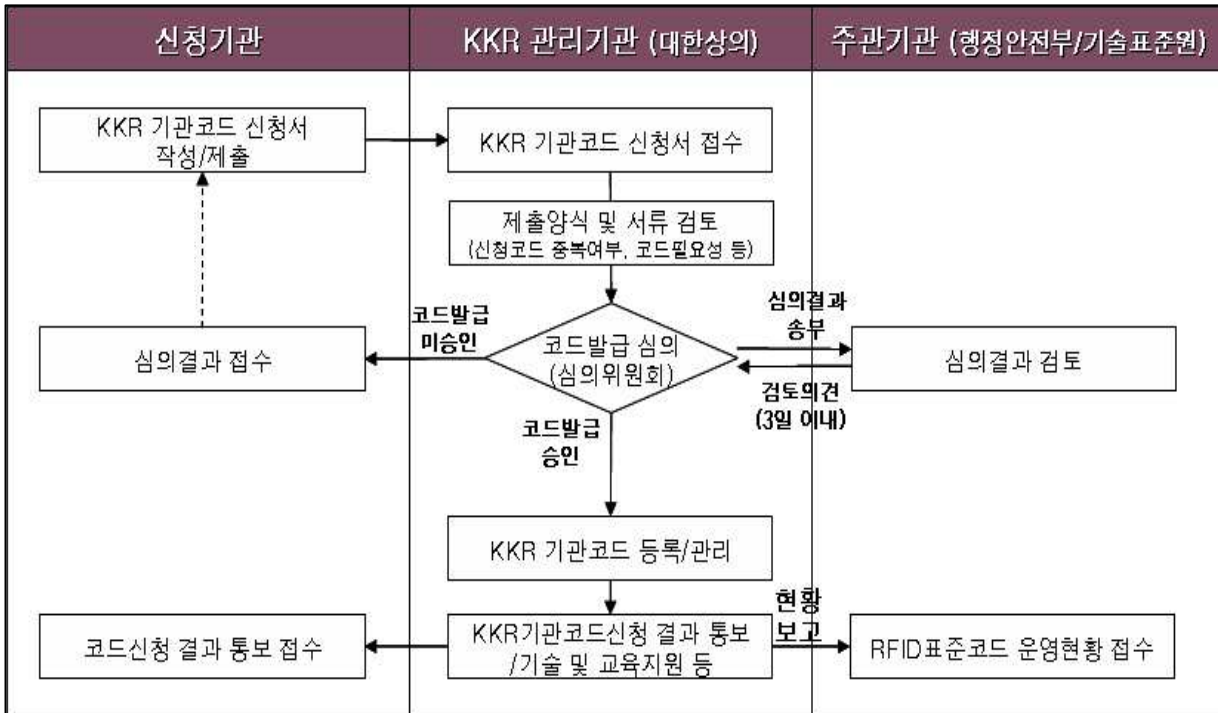 신청기관
KKR 관리기관 (대한상의)
주관기관 (행정안전부/기술표준원)
KKR 기관코드 신청서
작성/제출
KKR 기관코드 신청서 접수
제출양식 및 서류 검토
(신청코드 중복여부, 코드필요성 등)
코드발급
미승인
심의결과
송부
심의결과 접수
코드발급 심의
(심의위원회)
심의결과 검토
검토의견
(3일 이내)
코드발급
승인
KKR 기관코드 등록/관리
현황
보고
코드신청 결과 통보 접수
KKR기관코드신청 결과 통보
/기술 및 교육지원 등
RFID표준코드 운영현황 접수